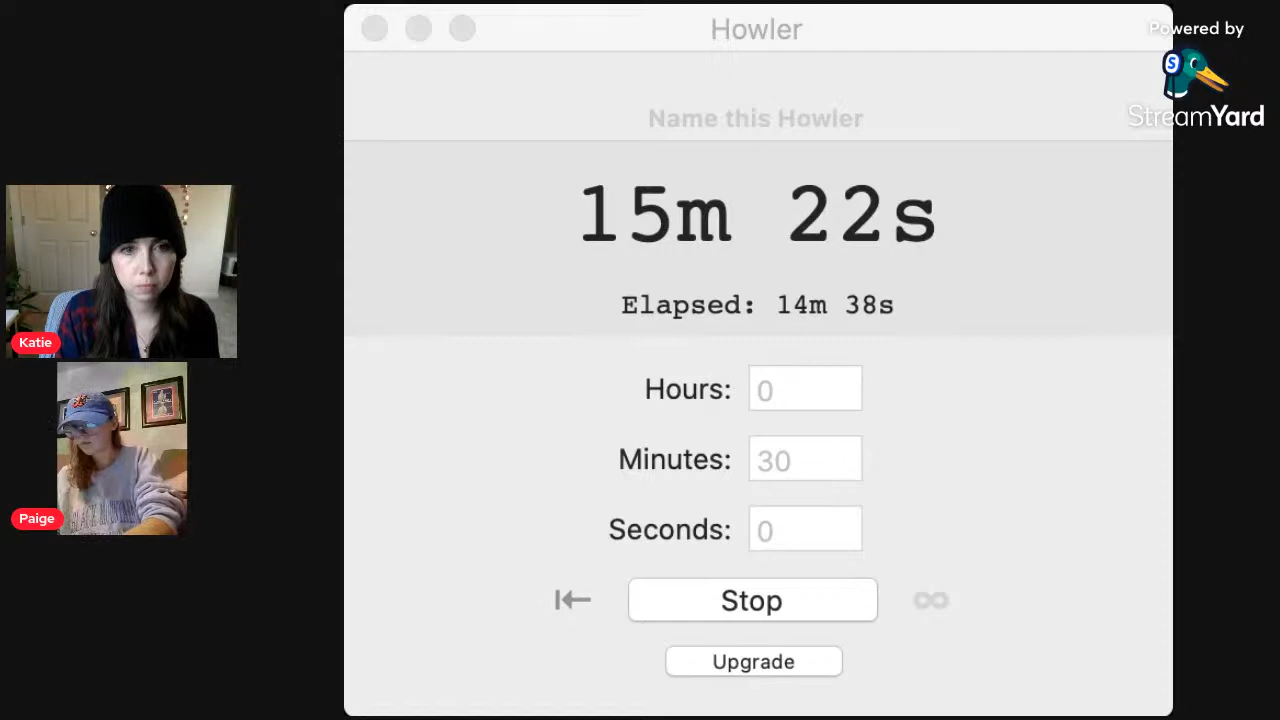 Howler
Powered by
StreamYard
Name this Howler
15m 22s
Elapsed: 14m 38s
Hours: 0
Minutes: 30
Seconds: 0
Stop
Upgrade
Katie
Paige